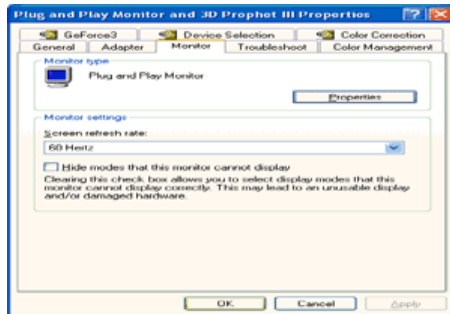 Plug and Play Monitor and 3D Prophet III Properties
GeForce3 Device Selection Color Correction
General Adapter Monitor Troubleshoot Color Management
Monitor type
Plug and Play Monitor
Properties
Monitor settings
Screen refresh rate:
60 Hertz
Hide modes that this monitor cannot display
Clearing this check box allows you to select display modes that this
monitor cannot display correctly. This may lead to an unusable display
and/or damaged hardware.
OK Cancel Apply